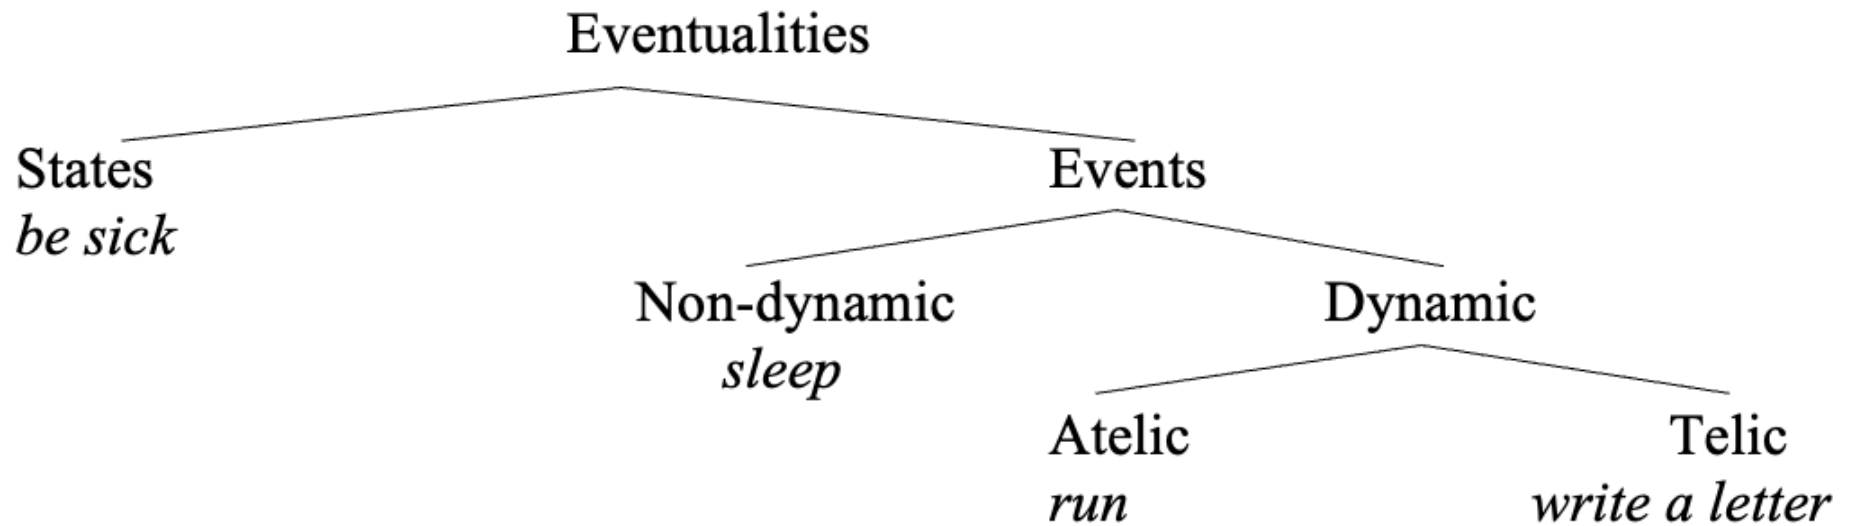 Eventualities
States
Events
be sick
Non-dynamic
Dynamic
sleep
Atelic
Telic
run
write a letter